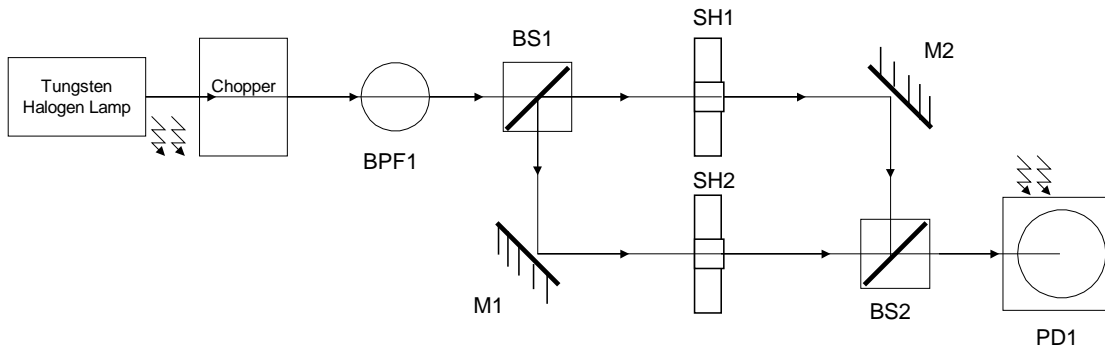 SH1
BS1
M2
Tungsten
Halogen Lamp
Chopper
BPF1
SH2
M1
BS2
PD1